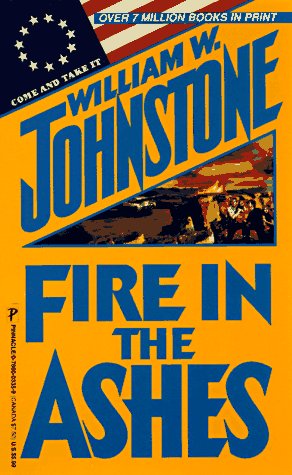 OVER 7 MILLION BOOKS IN PRINT
COME AND TAKE IT
WILLIAM W.
JOHNSTONE
FIRE IN
THE
ASHES